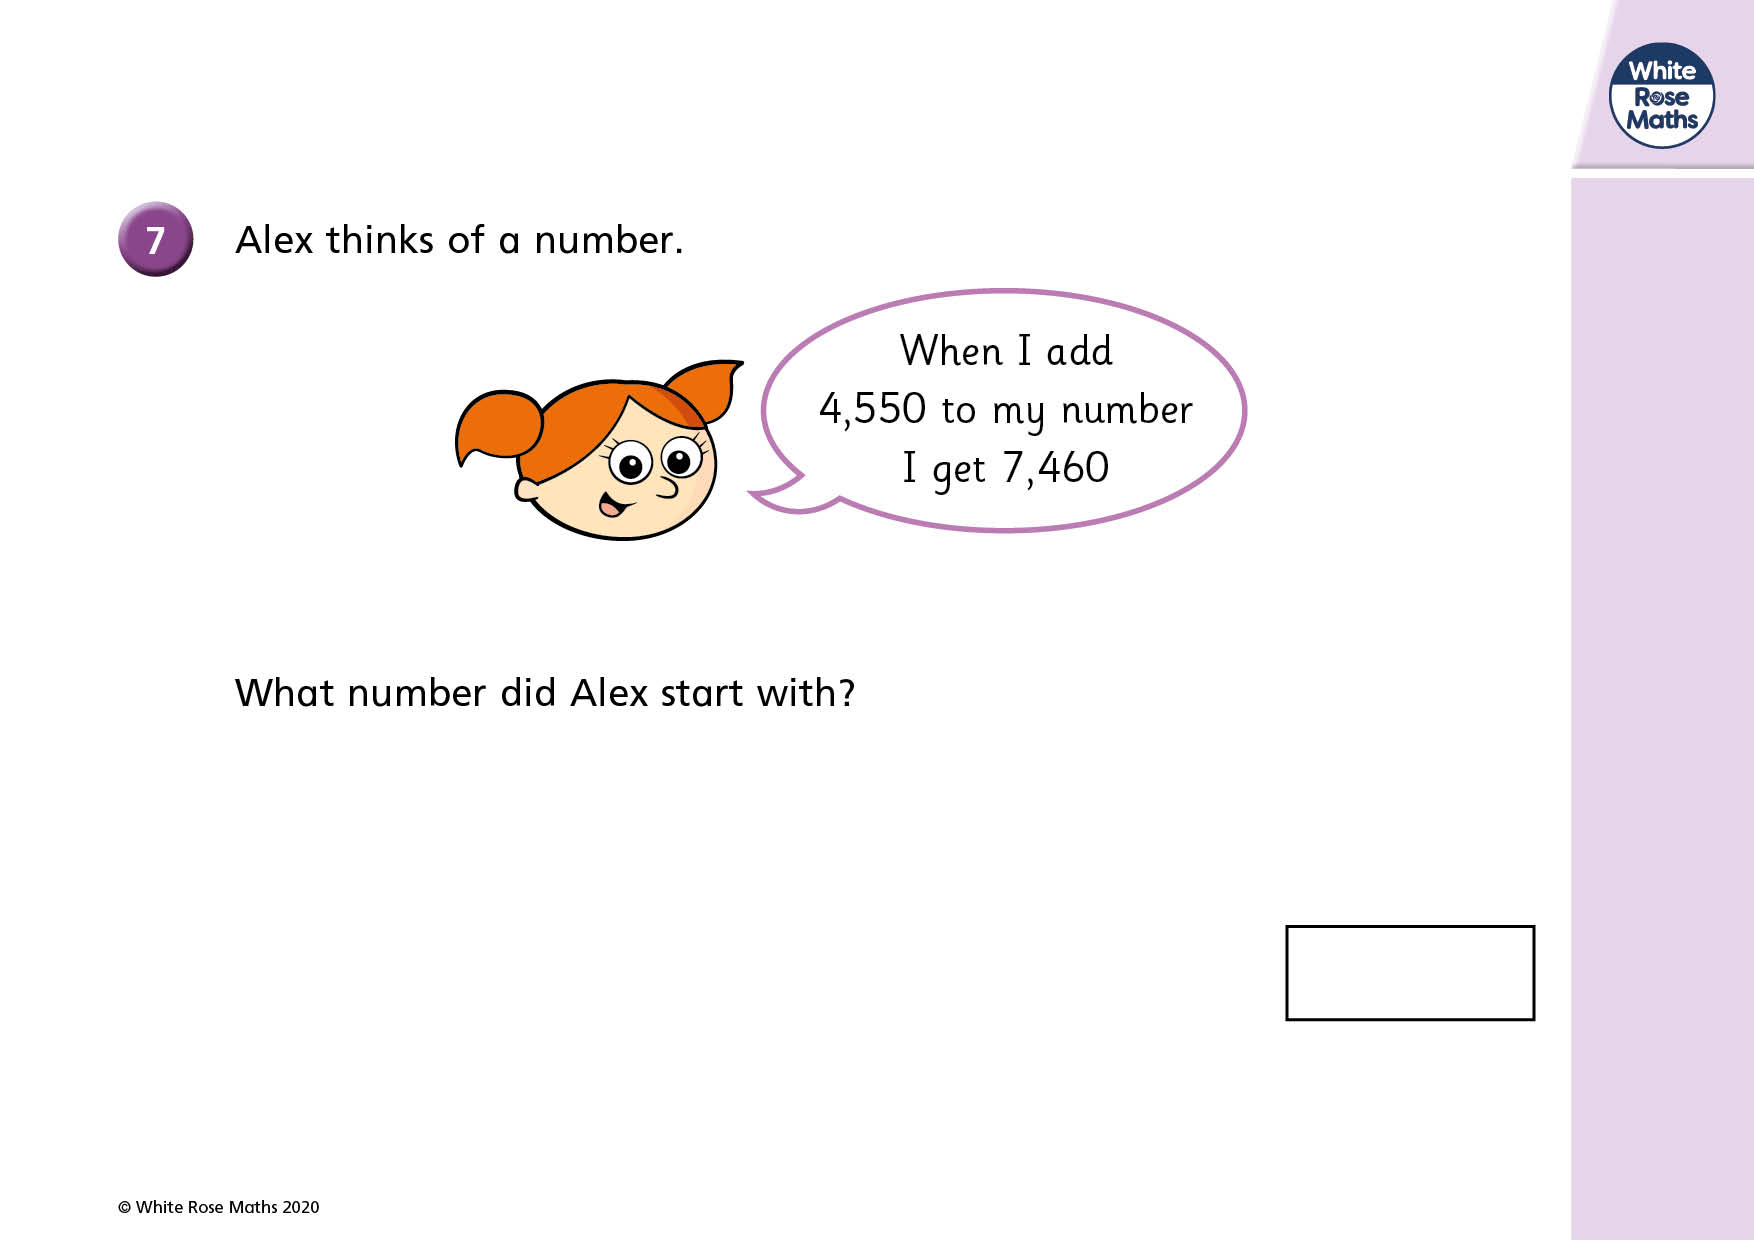 White
Rose
Maths
7
Alex thinks of a number.
When I add
4,550 to my number
I get 7,460
What number did Alex start with?
© White Rose Maths 2020